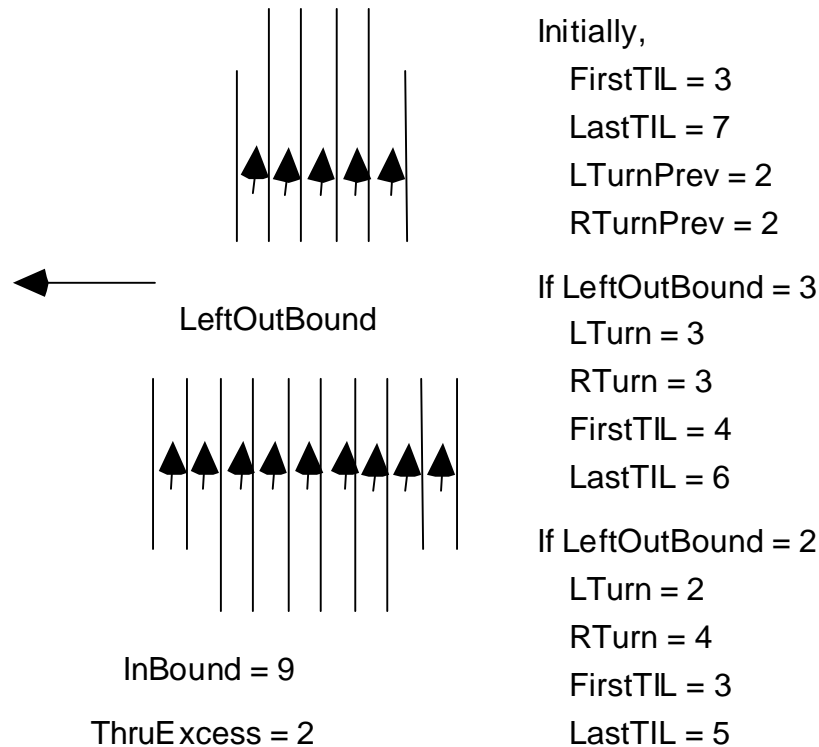 Initially,
FirstTIL = 3
LastTIL = 7
LTurnPrev = 2
RTurnPrev = 2
If LeftOutBound = 3
LTurn = 3
RTurn = 3
FirstTIL = 4
LastTIL = 6
If LeftOutBound = 2
LTurn = 2
RTurn = 4
FirstTIL = 3
LastTIL = 5
LeftOutBound
InBound = 9
ThruExcess = 2